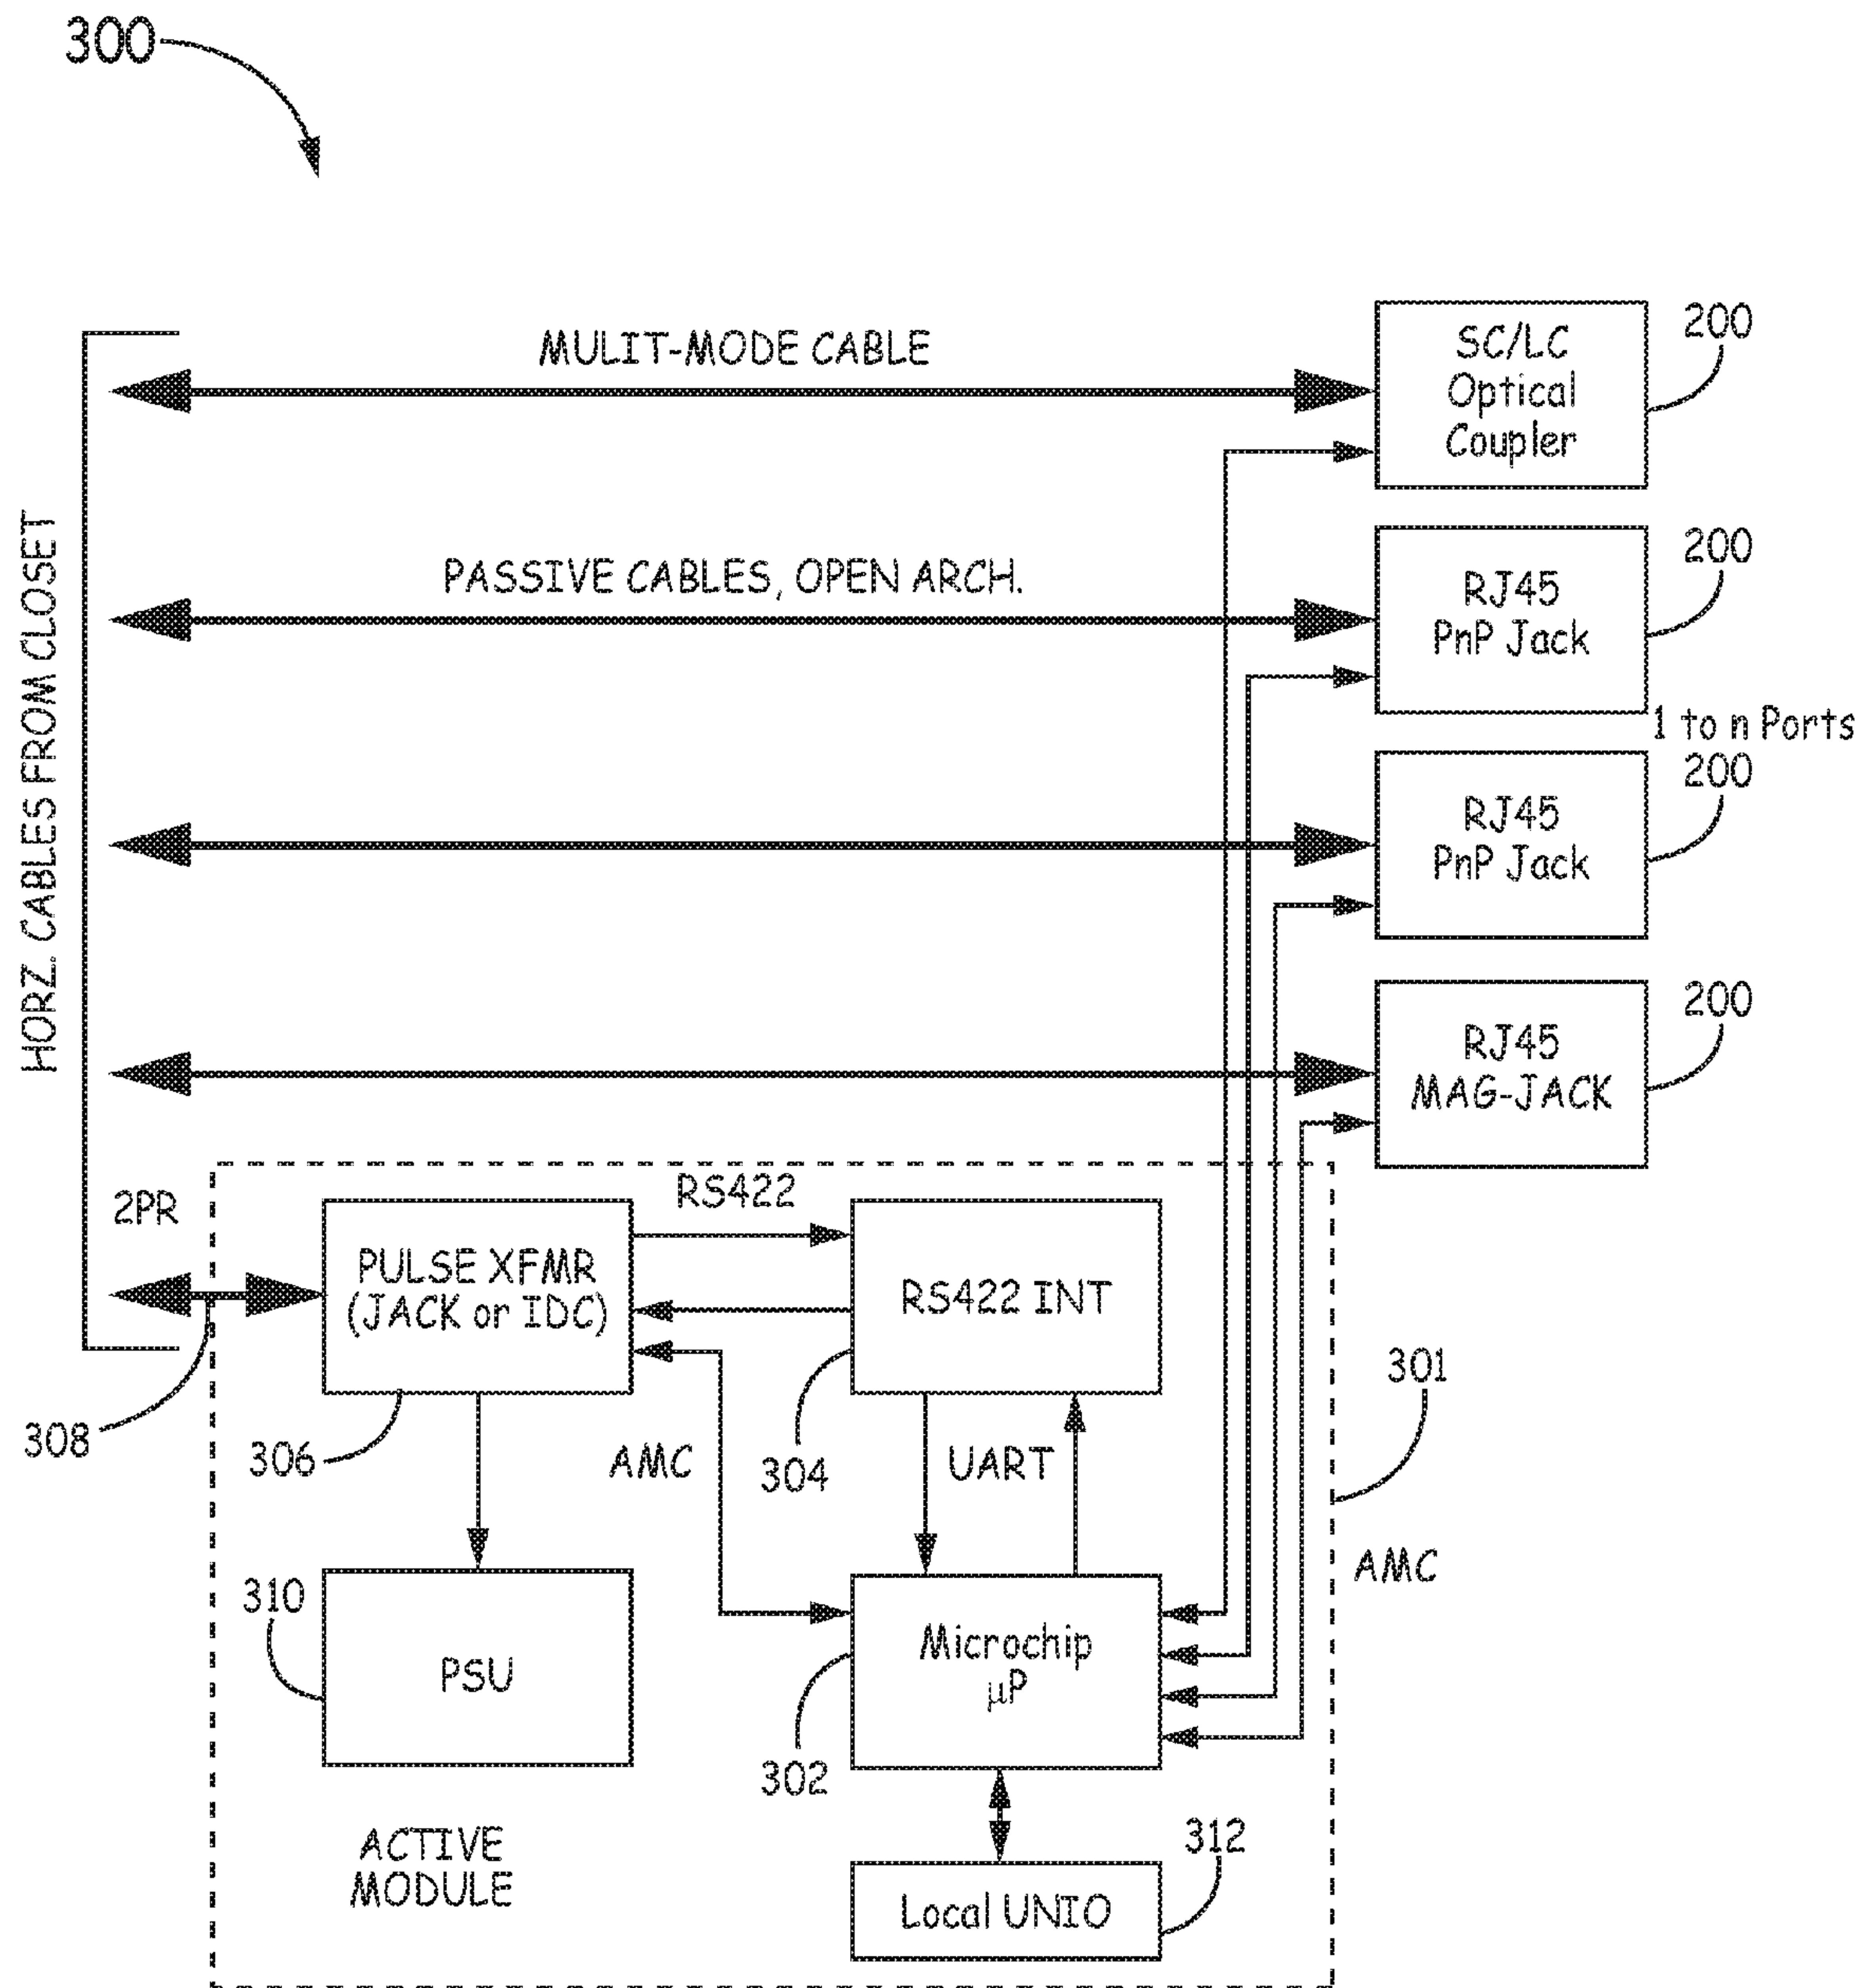 300
MULIT-MODE CABLE
SC/LC
Optical
Coupler
200
HORZ. CABLES FROM CLOSET
PASSIVE CABLES, OPEN ARCH.
RJ45
PnP Jack
200
1 to n Ports
RJ45
PnP Jack
200
RJ45
MAG-JACK
200
2PR
RS422
PULSE XFMR
(JACK or IDC)
RS422 INT
301
308
306
AMC
304
UART
AMC
310
PSU
Microchip
µP
302
ACTIVE
MODULE
312
Local UNIO